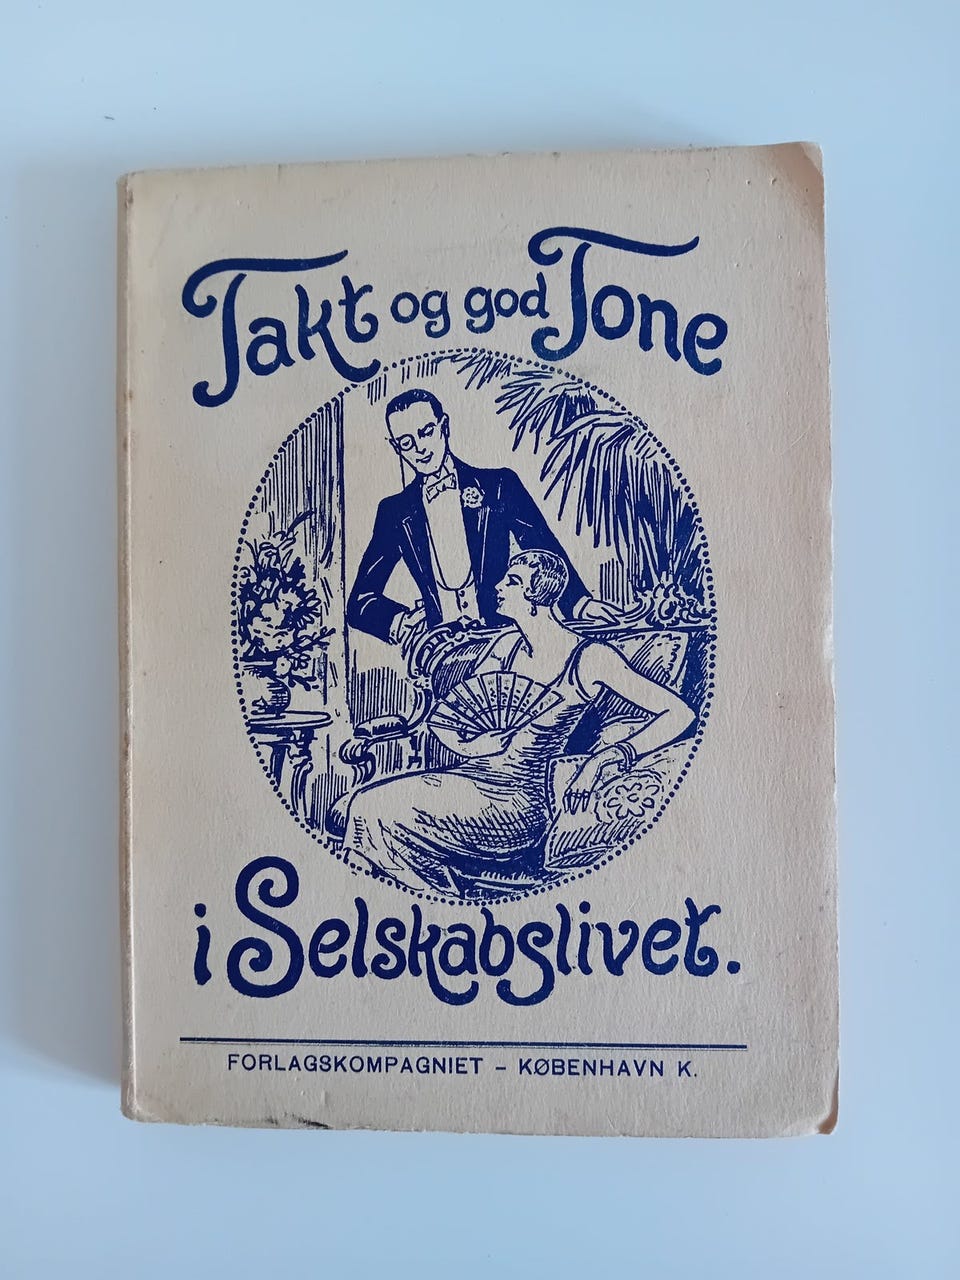 Takt og god Tone
i Selskabslivet.
FORLAGSKOMPAGNIET – KØBENHAVN K.